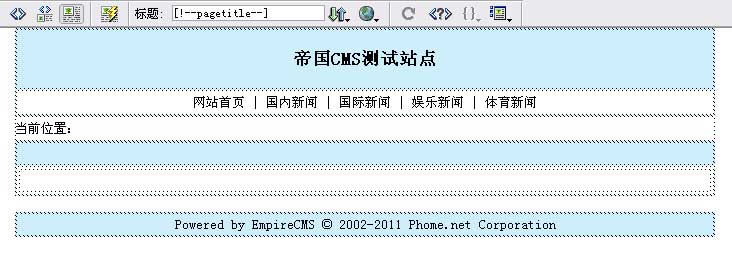 标题: [!--pagetitle--]
帝国CMS测试站点
网站首页 | 国内新闻 | 国际新闻 | 娱乐新闻 | 体育新闻
当前位置:
Powered by EmpireCMS © 2002-2011 Phome.net Corporation